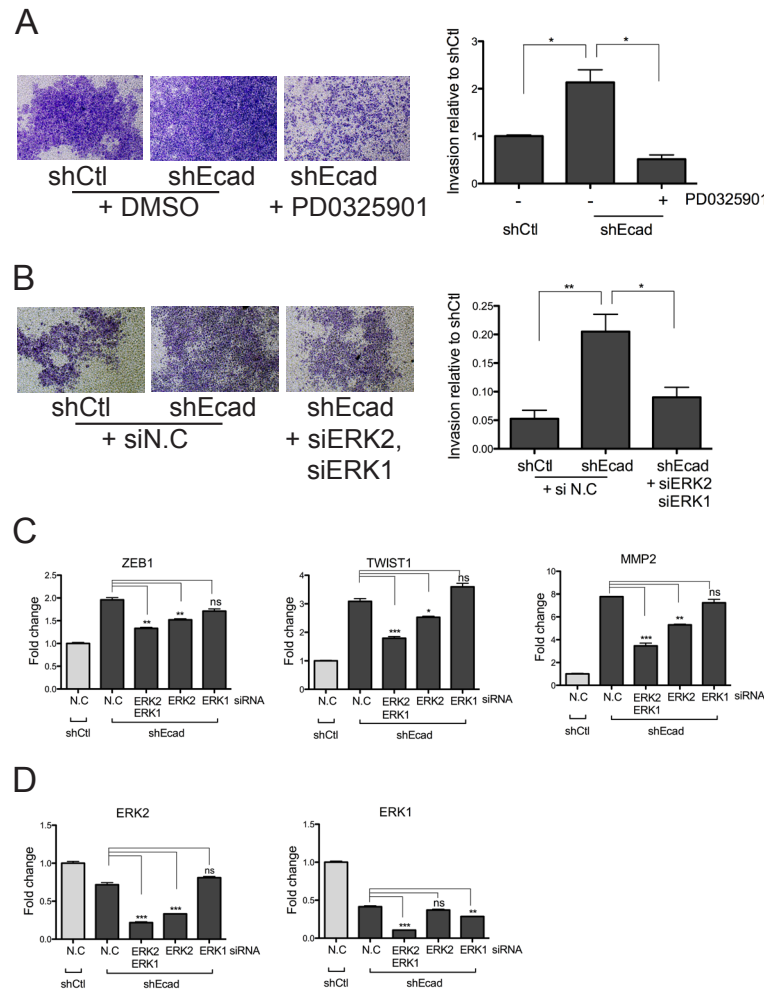 A
shCtl shEcad shEcad
+ DMSO + PD0325901
Invasion relative to shCtl
3
2
1
0
* *
- - + PD0325901
shCtl shEcad
B
shCtl shEcad shEcad
+ siN.C + siERK2,
siERK1
Invasion relative to shCtl
0.25
0.20
0.15
0.10
0.05
0.00
** *
shCtl shEcad shEcad
+ si N.C + siERK2
siERK1
C
ZEB1
Fold change
2.5
2.0
1.5
1.0
0.5
0.0
** ** ns
N.C N.C ERK2 ERK2 ERK1 siRNA
ERK1
shCtl shEcad
TWIST1
Fold change
4
3
2
1
0
*** * ns
N.C N.C ERK2 ERK2 ERK1 siRNA
ERK1
shCtl shEcad
MMP2
Fold change
10
8
6
4
2
0
*** ** ns
N.C N.C ERK2 ERK2 ERK1 siRNA
ERK1
shCtl shEcad
D
ERK2
Fold change
1.5
1.0
0.5
0.0
*** *** ns
N.C N.C ERK2 ERK2 ERK1 siRNA
ERK1
shCtl shEcad
ERK1
Fold change
1.5
1.0
0.5
0.0
*** ns **
N.C N.C ERK2 ERK2 ERK1 siRNA
ERK1
shCtl shEcad